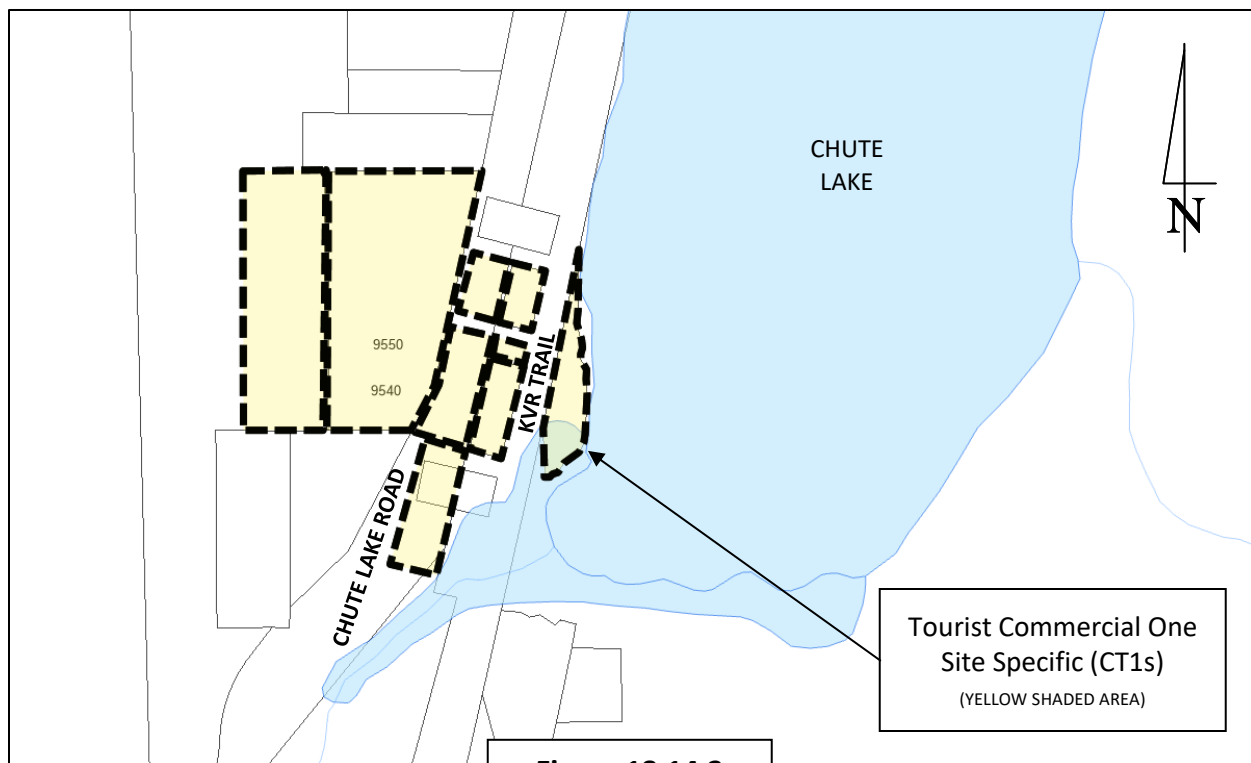 CHUTE
LAKE
N
9550
9540
KVR TRAIL
CHUTE LAKE ROAD
Tourist Commercial One
Site Specific (CT1s)
(YELLOW SHADED AREA)